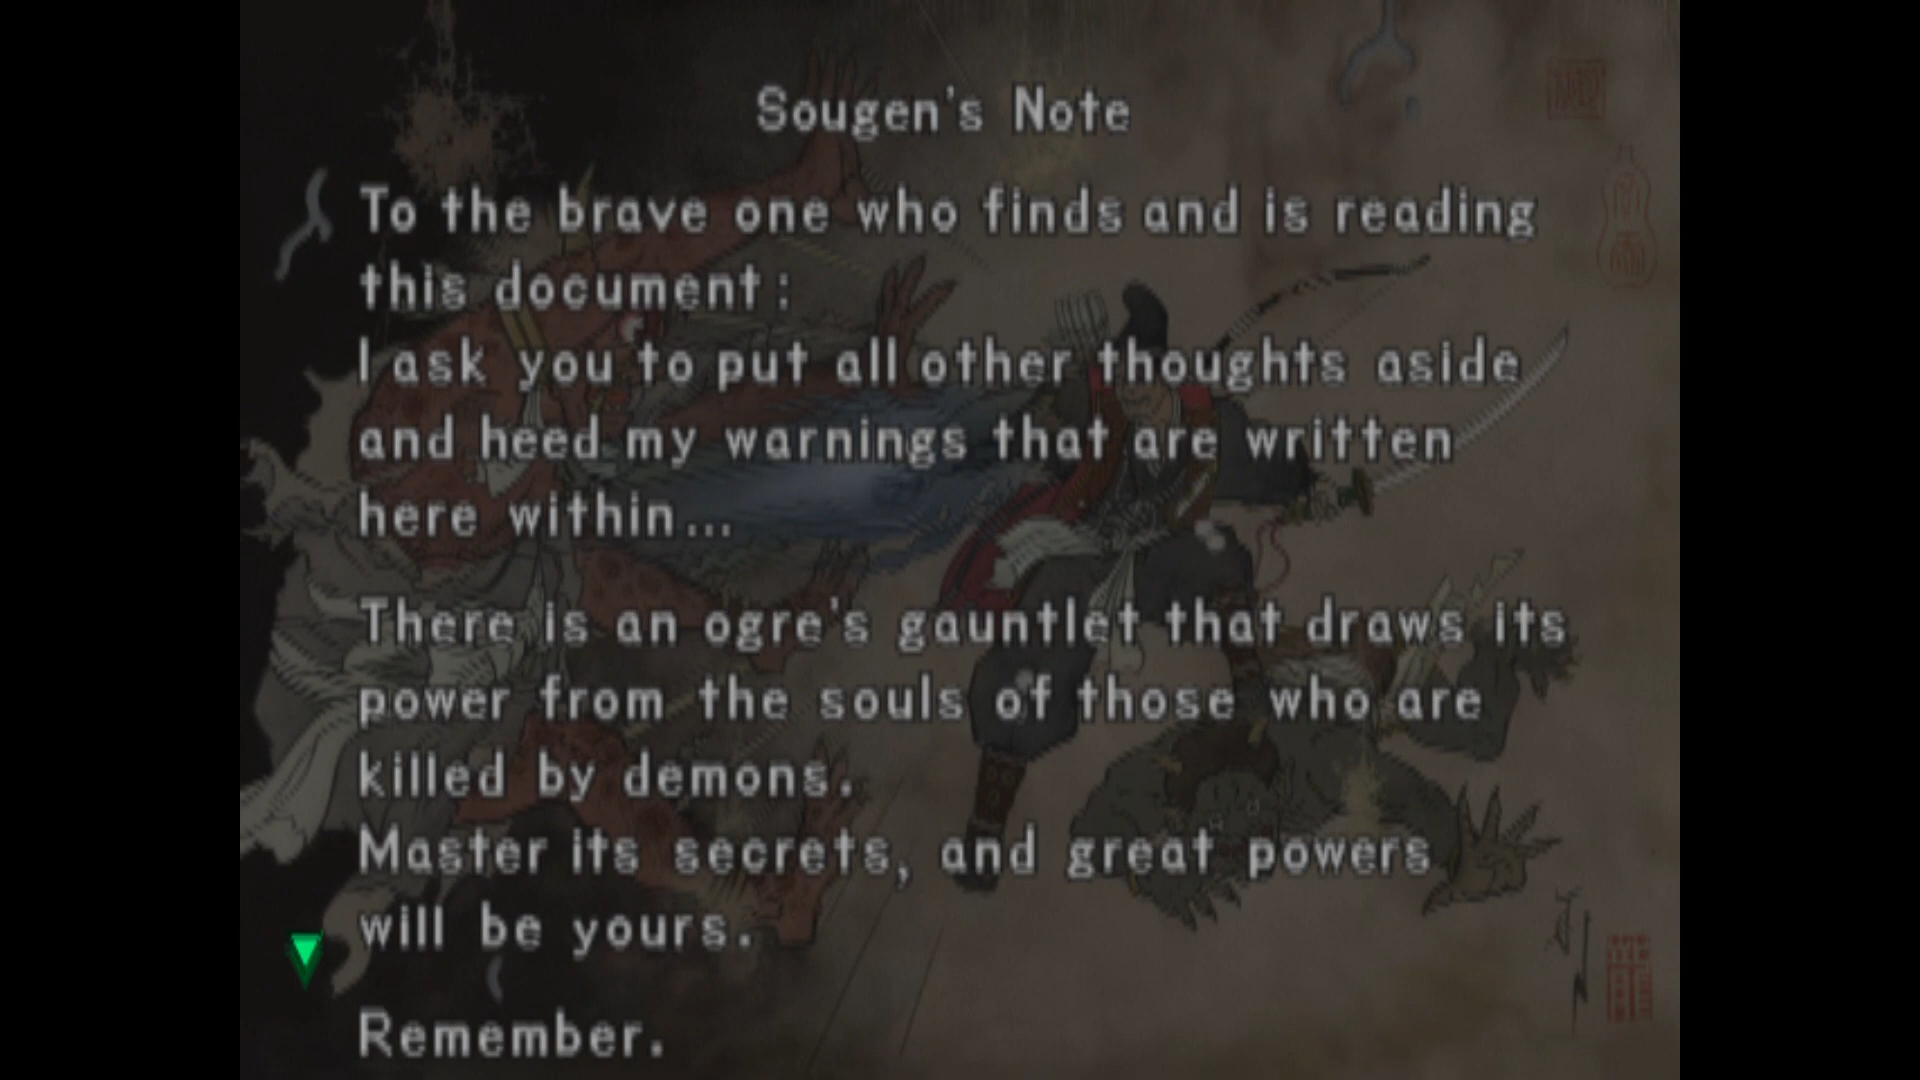 Sougen's Note
To the brave one who finds and is reading
this document:
I ask you to put all other thoughts aside
and heed my warnings that are written
here within...
There is an ogre's gauntlet that draws its
power from the souls of those who are
killed by demons.
Master its secrets, and great powers
will be yours.
Remember.